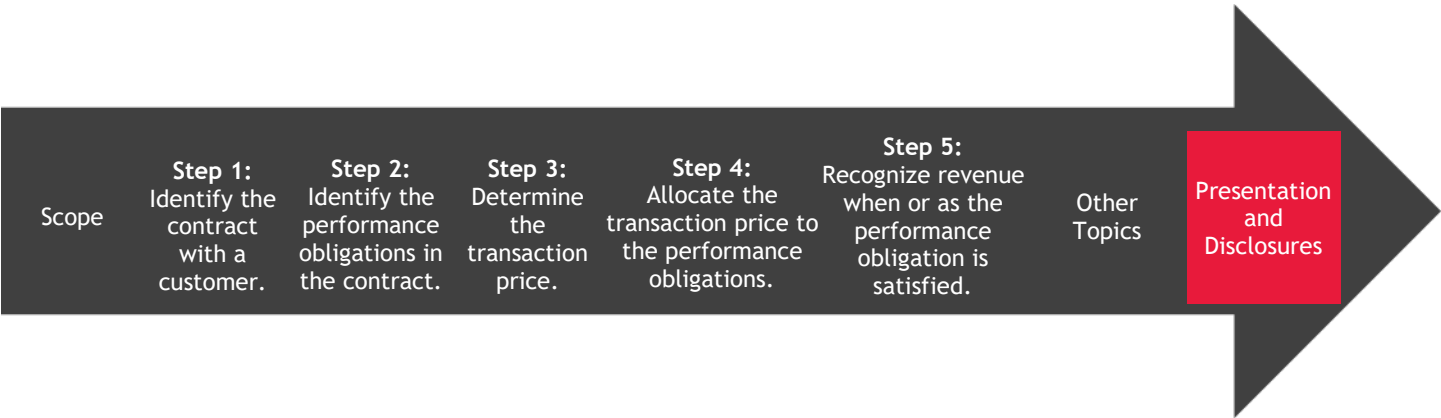 Scope
Step 1:
Identify the
contract
with a
customer.
Step 2:
Identify the
performance
obligations in
the contract.
Step 3:
Determine
the
transaction
price.
Step 4:
Allocate the
transaction price to
the performance
obligations.
Step 5:
Recognize revenue
when or as the
performance
obligation is
satisfied.
Other
Topics
Presentation
and
Disclosures